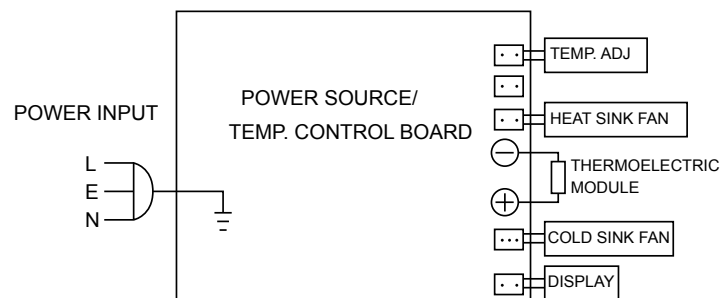 TEMP. ADJ
POWER SOURCE/
TEMP. CONTROL BOARD
POWER INPUT
HEAT SINK FAN
L
E
N
THERMOELECTRIC
MODULE
COLD SINK FAN
DISPLAY